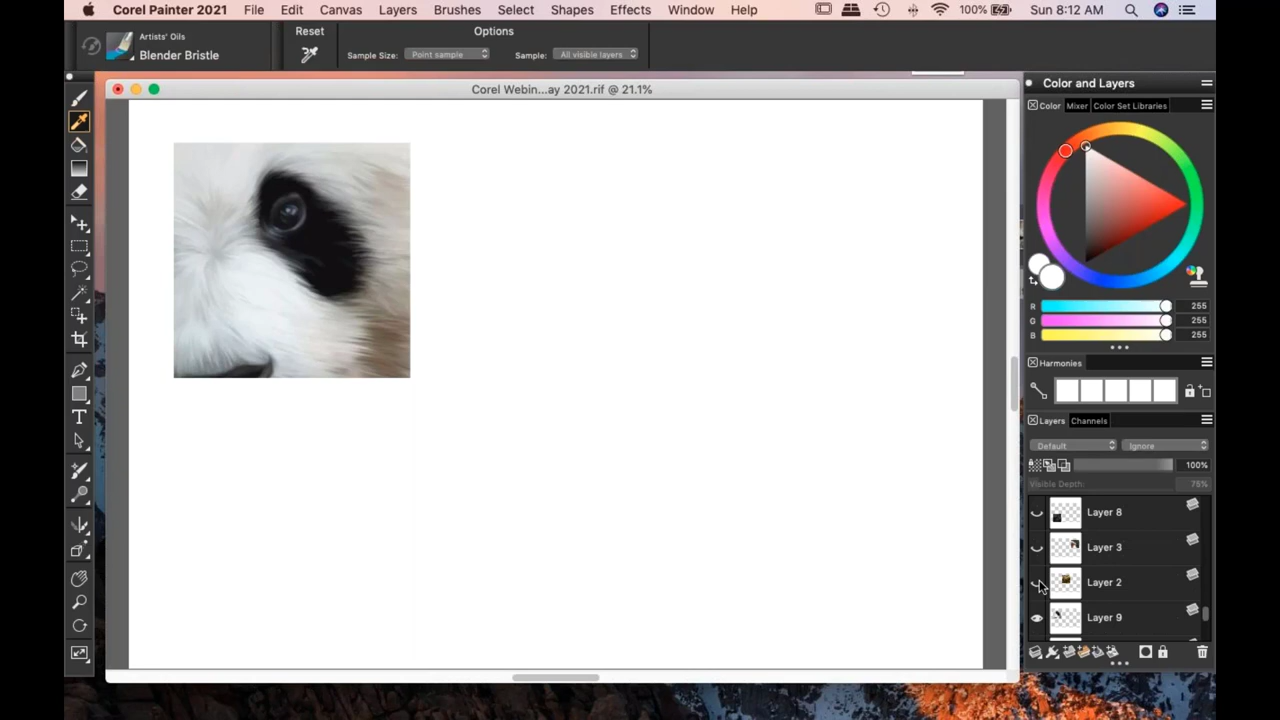 Corel Painter 2021 File Edit Canvas Layers Brushes Select Shapes Effects Window Help 100% Sun 8:12 AM
Artists' Oils
Blender Bristle
Reset
Options
Sample Size: Point sample Sample: All visible layers
Corel Webin...ay 2021.rif @ 21.1%
Color and Layers
Color Mixer Color Set Libraries
R 255
G 255
B 255
Harmonies
Layers Channels
Default Ignore
100%
Visible Depth: 75%
Layer 8
Layer 3
Layer 2
Layer 9
T